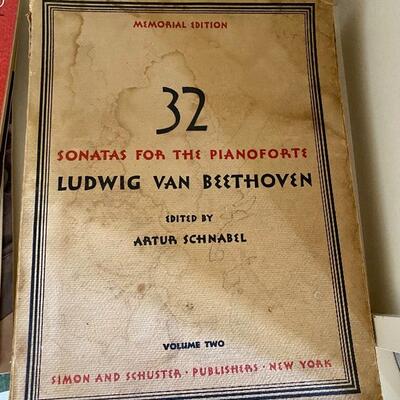 MEMORIAL EDITION
32
SONATAS FOR THE PIANOFORTE
LUDWIG VAN BEETHOVEN
EDITED BY
ARTUR SCHNABEL
VOLUME TWO
SIMON AND SCHUSTER · PUBLISHERS · NEW YORK